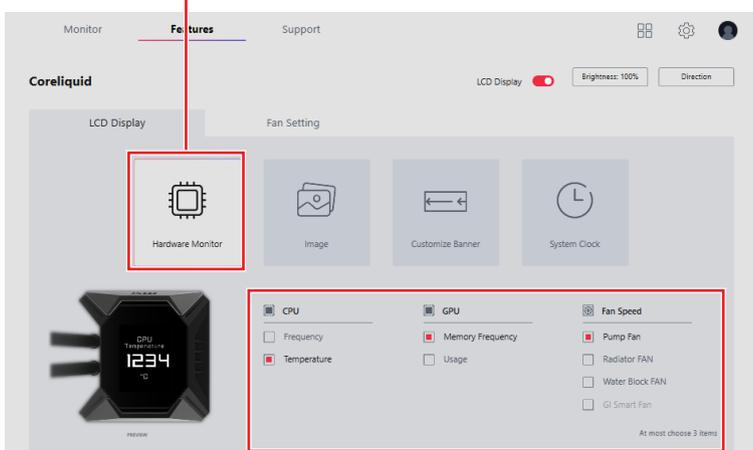 Monitor
Features
Support
Coreliquid
LCD Display
Brightness: 100%
Direction
LCD Display
Fan Setting
Hardware Monitor
Image
Customize Banner
System Clock
CPU
Temperature
1234
°C
PREVIEW
CPU
Frequency
Temperature
GPU
Memory Frequency
Usage
Fan Speed
Pump Fan
Radiator FAN
Water Block FAN
GI Smart Fan
At most choose 3 items